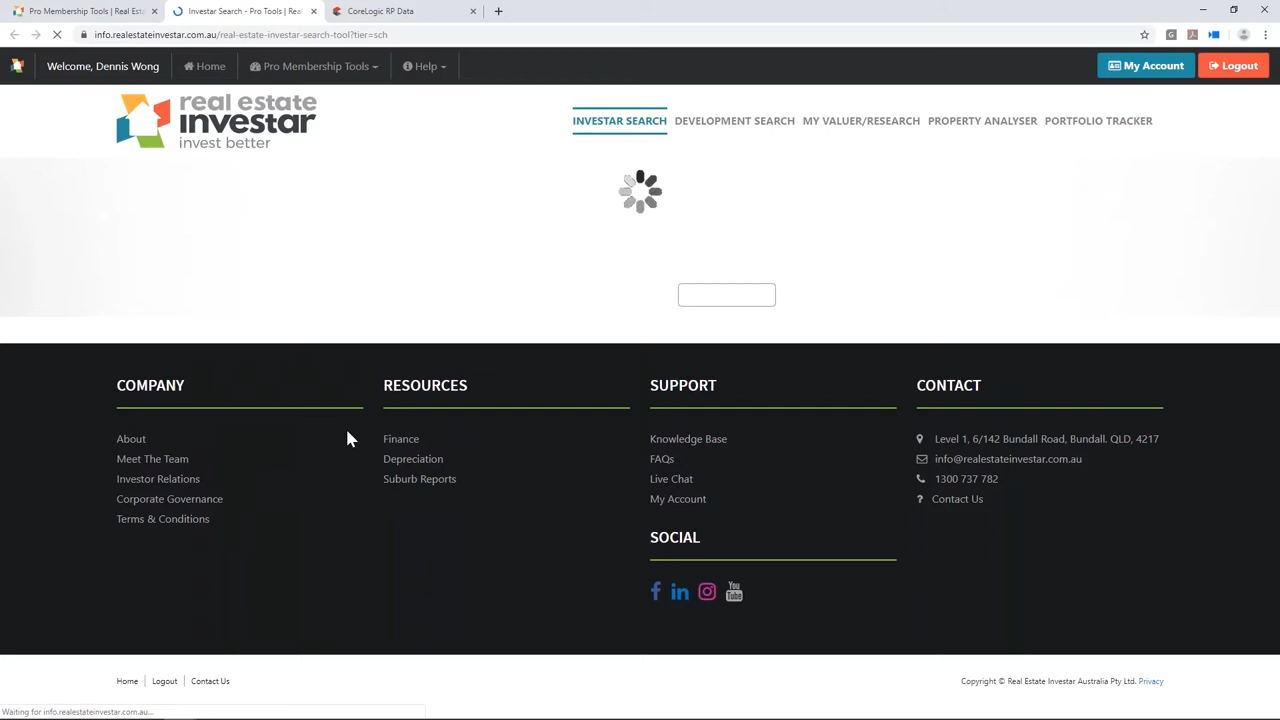 Pro Membership Tools | Real Esta
Investar Search - Pro Tools | Real
CoreLogic RP Data
info.realestateinvestar.com.au/real-estate-investar-search-tool?tier=sch
Welcome, Dennis Wong
Home
Pro Membership Tools
Help
My Account
Logout
real estate
investar
invest better
INVESTAR SEARCH
DEVELOPMENT SEARCH
MY VALUER/RESEARCH
PROPERTY ANALYSER
PORTFOLIO TRACKER
COMPANY
About
Meet The Team
Investor Relations
Corporate Governance
Terms & Conditions
RESOURCES
Finance
Depreciation
Suburb Reports
SUPPORT
Knowledge Base
FAQs
Live Chat
My Account
SOCIAL
You
Tube
CONTACT
Level 1, 6/142 Bundall Road, Bundall. QLD, 4217
info@realestateinvestar.com.au
1300 737 782
Contact Us
Home
Logout
Contact Us
Copyright © Real Estate Investar Australia Pty Ltd. Privacy
Waiting for info.realestateinvestar.com.au...